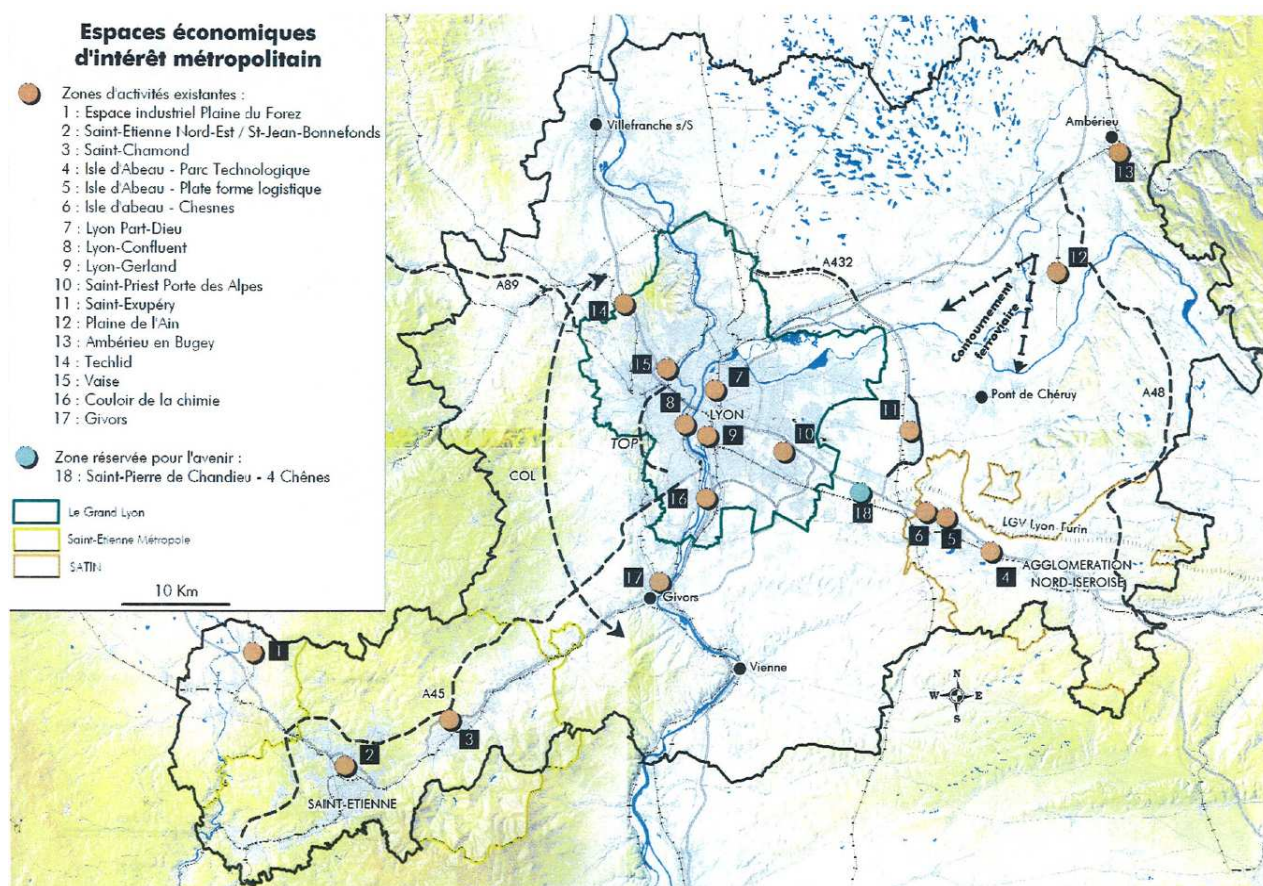 Espaces économiques
d'intérêt métropolitain
Zones d'activités existantes :
1 : Espace industriel Plaine du Forez
2 : Saint-Etienne Nord-Est / St-Jean-Bonnefonds
3 : Saint-Chamond
4 : Isle d'Abeau - Parc Technologique
5 : Isle d'Abeau - Plate forme logistique
6 : Isle d'abeau - Chesnes
7 : Lyon Part-Dieu
8 : Lyon-Confluent
9 : Lyon-Gerland
10 : Saint-Priest Porte des Alpes
11 : Saint-Exupéry
12 : Plaine de l'Ain
13 : Ambérieu en Bugey
14 : Techlid
15 : Vaise
16 : Couloir de la chimie
17 : Givors
Zone réservée pour l'avenir :
18 : Saint-Pierre de Chandieu - 4 Chênes
Le Grand Lyon
Saint-Etienne Métropole
SATIN
10 Km
Villefranche s/S
Ambérieu
13
12
A432
A89
14
Contournement
ferroviaire
15
7
Pont de Chéruy
A48
8
LYON
11
TOP
9
10
COL
16
18
6
5
LGV Lyon-Turin
4
AGGLOMERATION
NORD-ISEROISE
17
Givors
1
Vienne
N
W
E
S
A45
3
2
SAINT-ETIENNE